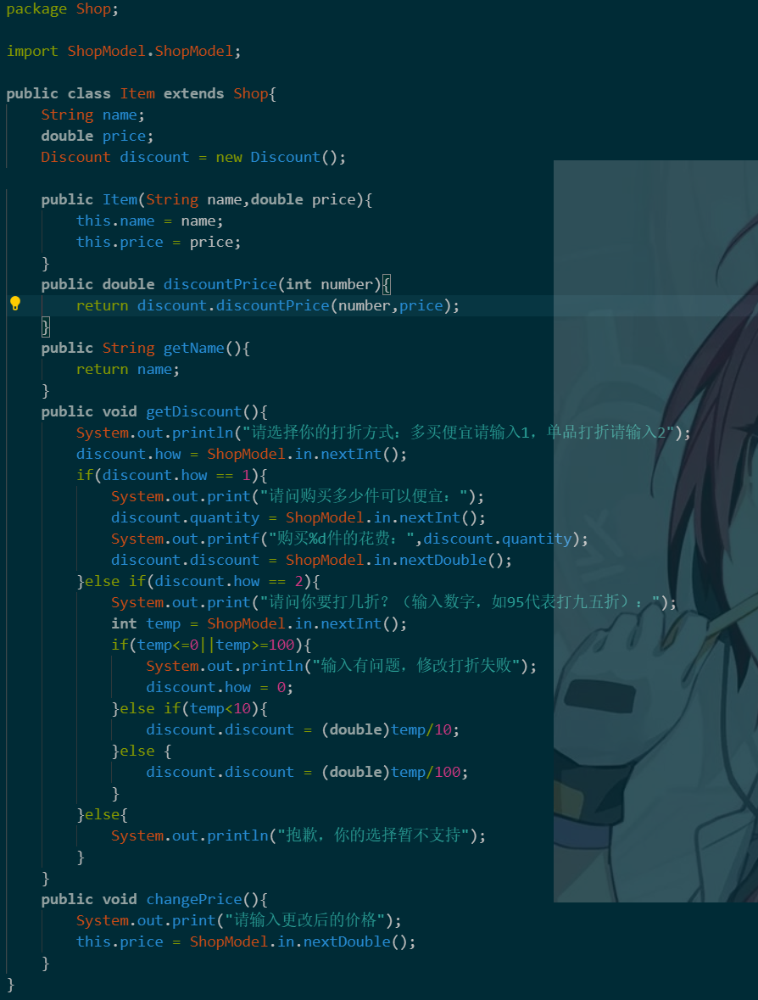 package Shop;
import ShopModel.ShopModel;
public class Item extends Shop{
    String name;
    double price;
    Discount discount = new Discount();
    public Item(String name,double price){
        this.name = name;
        this.price = price;
    }
    public double discountPrice(int number){
        return discount.discountPrice(number,price);
    }
    public String getName(){
        return name;
    }
    public void getDiscount(){
        System.out.println("请选择你的打折方式：多买便宜请输入1，单品打折请输入2");
        discount.how = ShopModel.in.nextInt();
        if(discount.how == 1){
            System.out.print("请问购买多少件可以便宜：");
            discount.quantity = ShopModel.in.nextInt();
            System.out.printf("购买%d件的花费：",discount.quantity);
            discount.discount = ShopModel.in.nextDouble();
        }else if(discount.how == 2){
            System.out.print("请问你要打几折？（输入数字，如95代表打九五折）：");
            int temp = ShopModel.in.nextInt();
            if(temp<=0||temp>=100){
                System.out.println("输入有问题，修改打折失败");
                discount.how = 0;
            }else if(temp<10){
                discount.discount = (double)temp/10;
            }else {
                discount.discount = (double)temp/100;
            }
        }else{
            System.out.println("抱歉，你的选择暂不支持");
        }
    }
    public void changePrice(){
        System.out.print("请输入更改后的价格");
        this.price = ShopModel.in.nextDouble();
    }
}